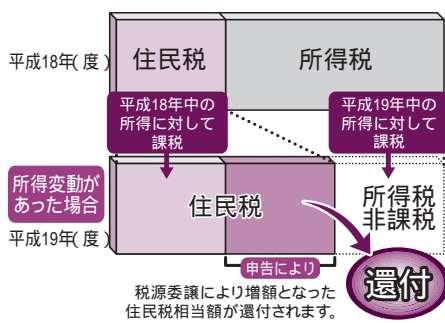 平成18年(度)
住民税
所得税
平成18年中の
所得に対して
課税
平成19年中の
所得に対して
課税
所得変動が
あった場合
平成19年(度)
住民税
所得税
非課税
申告により
還付
税源委譲により増額となった
住民税相当額が還付されます。